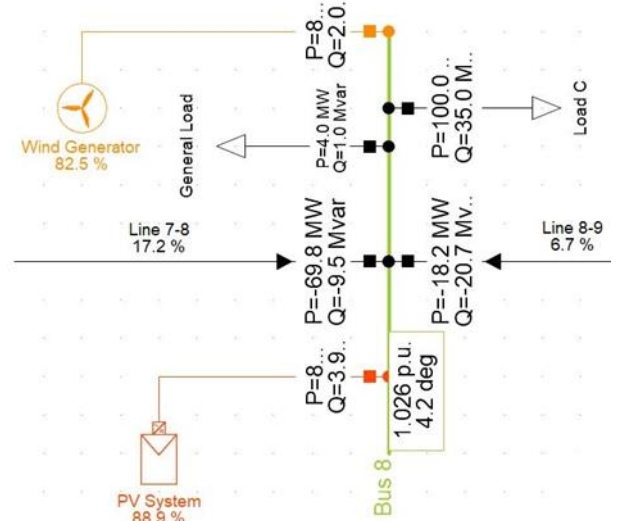 P=8...
Q=2.0.
Wind Generator
82.5 %
General Load
P=4.0 MW
Q=1.0 Mvar
P=100.0 ...
Q=35.0 M..
Load C
Line 7-8
17.2 %
P=-69.8 MW
Q=-9.5 Mvar
P=-18.2 MW
Q=-20.7 Mv..
Line 8-9
6.7 %
P=8...
Q=3.9..
1.026 p.u.
4.2 deg
Bus 8
PV System
88.9 %